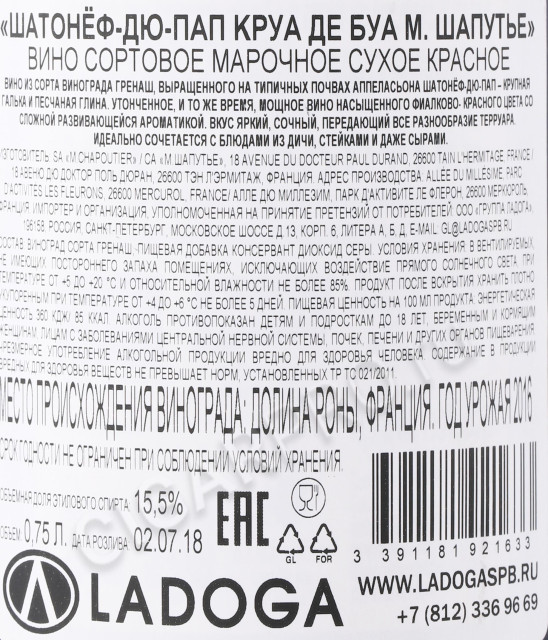 «ШАТОНЁФ-ДЮ-ПАП КРУА ДЕ БУА М. ШАПУТЬЕ»
ВИНО СОРТОВОЕ МАРОЧНОЕ СУХОЕ КРАСНОЕ
ВИНО ИЗ СОРТА ВИНОГРАДА ГРЕНАШ, ВЫРАЩЕННОГО НА ТИПИЧНЫХ ПОЧВАХ АППЕЛЬАСЬОНА ШАТОНЁФ-ДЮ-ПАП – КРУПНАЯ
ГАЛЬКА И ПЕСЧАНАЯ ГЛИНА. УТОНЧЕННОЕ, И ТО ЖЕ ВРЕМЯ, МОЩНОЕ ВИНО НАСЫЩЕННОГО ФИАЛКОВО- КРАСНОГО ЦВЕТА СО
СЛОЖНОЙ РАЗВИВАЮЩЕЙСЯ АРОМАТИКОЙ. ВКУС ЯРКИЙ, СОЧНЫЙ, ПЕРЕДАЮЩИЙ ВСЕ РАЗНООБРАЗИЕ ТЕРРУАРА.
ИДЕАЛЬНО СОЧЕТАЕТСЯ С БЛЮДАМИ ИЗ ДИЧИ, СТЕЙКАМИ И ДАЖЕ СЫРАМИ.
ИЗГОТОВИТЕЛЬ: SA «M.CHAPOUTIER» / СА «М ШАПУТЬЕ», 18 AVENUE DU DOCTEUR PAUL DURAND, 26600 TAIN L'HERMITAGE, FRANCE /
18 АВЕНЮ ДЮ ДОКТОР ПОЛЬ ДЮРАН, 26600 ТЭН Л'ЭРМИТАЖ, ФРАНЦИЯ. АДРЕС ПРОИЗВОДСТВА: ALLÉE DU MILLÉSIME PARC
D'ACTIVITES LES FLEURONS, 26600 MERCUROL, FRANCE/ АЛЛЕ ДЮ МИЛЛЕЗИМ, ПАРК Д'АКТИВИТЕ ЛЕ ФЛЕРОН, 26600 МЕРКЮРОЛЬ,
ФРАНЦИЯ. ИМПОРТЕР И ОРГАНИЗАЦИЯ, УПОЛНОМОЧЕННАЯ НА ПРИНЯТИЕ ПРЕТЕНЗИЙ ОТ ПОТРЕБИТЕЛЕЙ: ООО «ГРУППА ЛАДОГА»,
196158, РОССИЯ, САНКТ-ПЕТЕРБУРГ, МОСКОВСКОЕ ШОССЕ Д 13, КОРП. 6, ЛИТЕРА А, Б, Д, E-MAIL: GL@LADOGASPB.RU
СОСТАВ: ВИНОГРАД СОРТА ГРЕНАШ -ПИЩЕВАЯ ДОБАВКА КОНСЕРВАНТ ДИОКСИД СЕРЫ. УСЛОВИЯ ХРАНЕНИЯ: В ВЕНТИЛИРУЕМЫХ,
НЕ ИМЕЮЩИХ ПОСТОРОННЕГО ЗАПАХА ПОМЕЩЕНИЯХ, ИСКЛЮЧАЮЩИХ ВОЗДЕЙСТВИЕ ПРЯМОГО СОЛНЕЧНОГО СВЕТА ПРИ
ТЕМПЕРАТУРЕ ОТ +5 ДО +20 °С И ОТНОСИТЕЛЬНОЙ ВЛАЖНОСТИ НЕ БОЛЕЕ 85% ПРОДУКТ ПОСЛЕ ВСКРЫТИЯ ХРАНИТЬ ПЛОТНО
УКУПОРЕННЫМ ПРИ ТЕМПЕРАТУРЕ ОТ +4 ДО +6 °С НЕ БОЛЕЕ 5 ДНЕЙ. ПИЩЕВАЯ ЦЕННОСТЬ НА 100 МЛ ПРОДУКТА: ЭНЕРГЕТИЧЕСКАЯ
ЦЕННОСТЬ 360 КДЖ/ 85 ККАЛ. АЛКОГОЛЬ ПРОТИВОПОКАЗАН ДЕТЯМ И ПОДРОСТКАМ ДО 18 ЛЕТ, БЕРЕМЕННЫМ И КОРМЯЩИМ
ЖЕНЩИНАМ, ЛИЦАМ С ЗАБОЛЕВАНИЯМИ ЦЕНТРАЛЬНОЙ НЕРВНОЙ СИСТЕМЫ, ПОЧЕК, ПЕЧЕНИ И ДРУГИХ ОРГАНОВ ПИЩЕВАРЕНИЯ.
ЧРЕЗМЕРНОЕ УПОТРЕБЛЕНИЕ АЛКОГОЛЬНОЙ ПРОДУКЦИИ ВРЕДНО ДЛЯ ЗДОРОВЬЯ ЧЕЛОВЕКА. СОДЕРЖАНИЕ В ПРОДУКЦИИ
ВРЕДНЫХ ДЛЯ ЗДОРОВЬЯ ВЕЩЕСТВ НЕ ПРЕВЫШАЕТ НОРМ, УСТАНОВЛЕННЫХ ТР ТС 021/2011.
МЕСТО ПРОИСХОЖДЕНИЯ ВИНОГРАДА: ДОЛИНА РОНЫ, ФРАНЦИЯ. ГОД УРОЖАЯ 2016
СРОК ГОДНОСТИ НЕ ОГРАНИЧЕН ПРИ СОБЛЮДЕНИИ УСЛОВИЙ ХРАНЕНИЯ.
ОБЪЕМНАЯ ДОЛЯ ЭТИЛОВОГО СПИРТА 15,5%
ОБЪЕМ 0,75 Л. ДАТА РОЗЛИВА 02.07.18
EAC
GL FOR
3 391181 921633
LADOGA
WWW.LADOGASPB.RU
+7 (812) 336 96 69